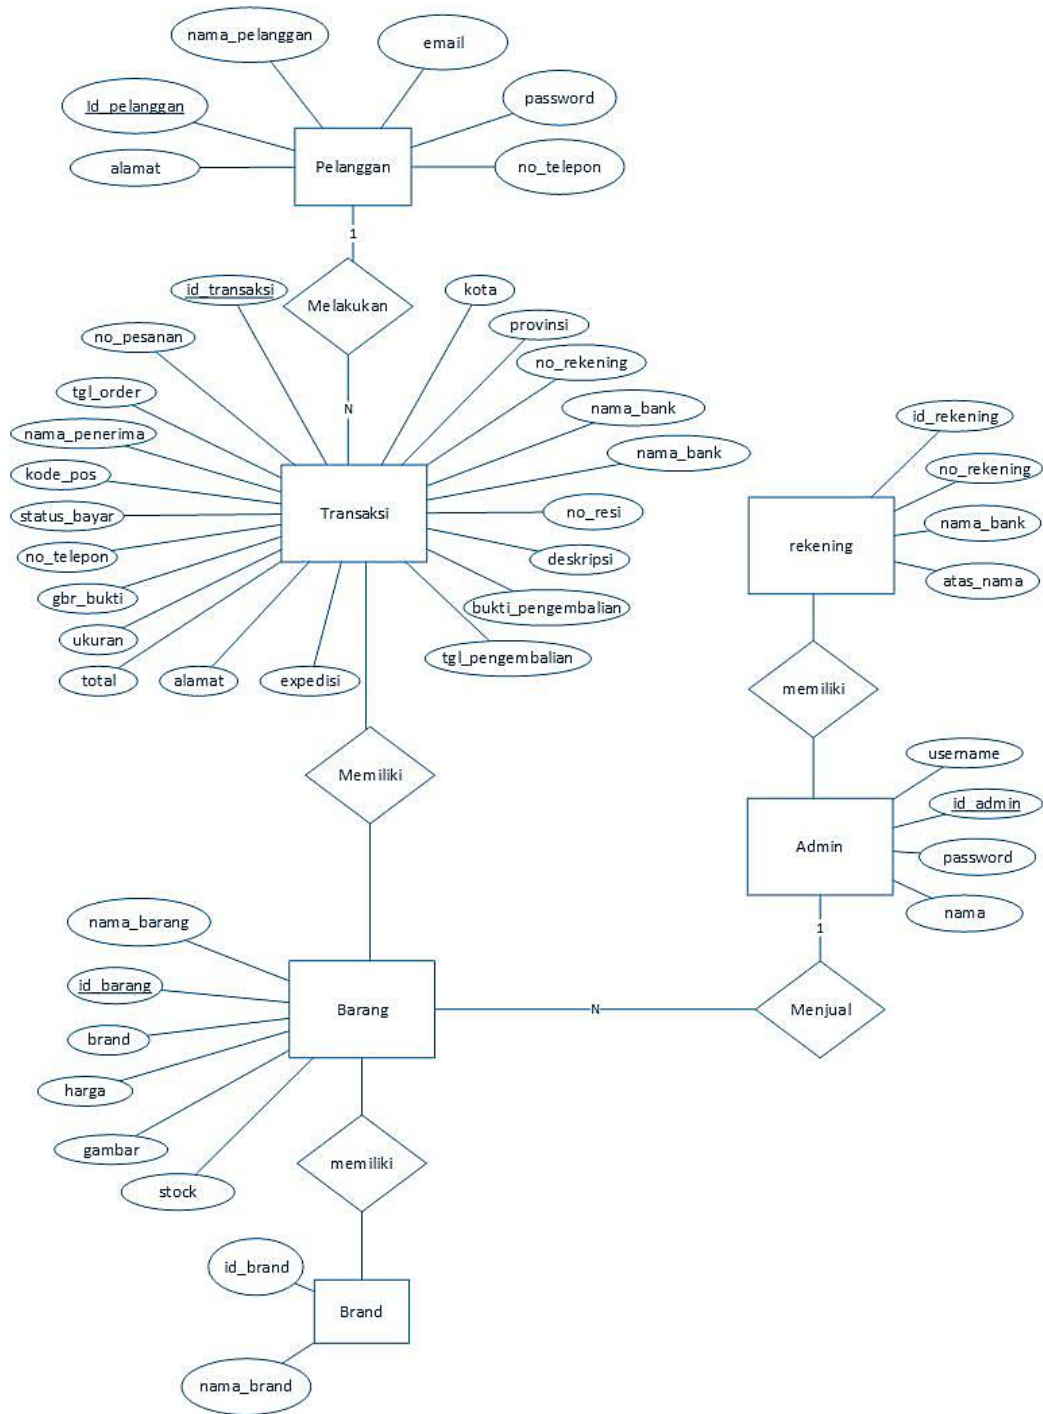 nama_pelanggan
email
Id_pelanggan
password
alamat
Pelanggan
no_telepon
1
id_transaksi
Melakukan
kota
no_pesanan
provinsi
no_rekening
tgl_order
N
nama_bank
id_rekening
nama_penerima
nama_bank
kode_pos
no_rekening
status_bayar
Transaksi
no_resi
nama_bank
no_telepon
deskripsi
rekening
atas_nama
gbr_bukti
bukti_pengembalian
ukuran
tgl_pengembalian
total
alamat
expedisi
memiliki
Memiliki
username
id_admin
Admin
password
nama
nama_barang
1
id_barang
Barang
N
Menjual
brand
harga
gambar
memiliki
stock
id_brand
Brand
nama_brand